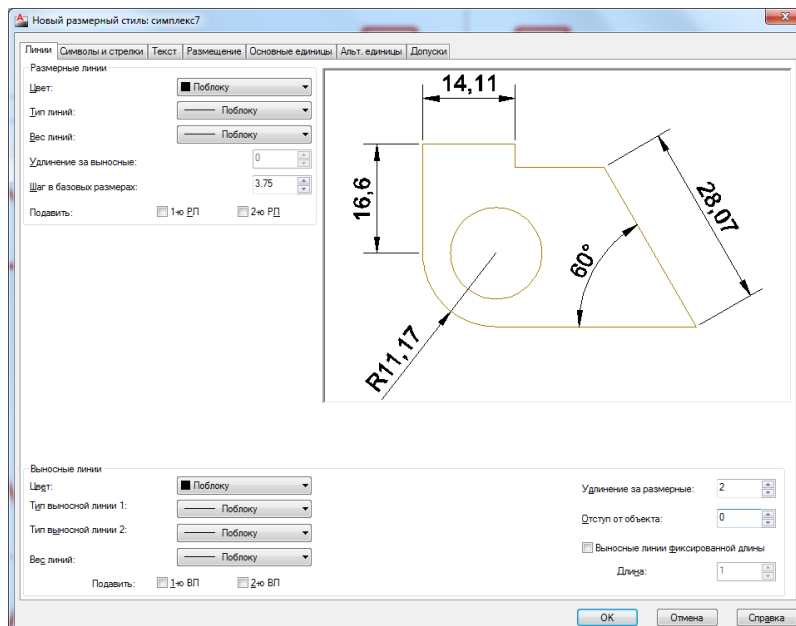 Новый размерный стиль: симплекс7
Линии Символы и стрелки Текст Размещение Основные единицы Альт. единицы Допуски
Размерные линии
Цвет: Поблоку
Тип линий: Поблоку
Вес линий: Поблоку
Удлинение за выносные: 0
Шаг в базовых размерах: 3.75
Подавить: 1-ю РЛ 2-ю РЛ
14,11
16,6
28,07
60°
R11,17
Выносные линии
Цвет: Поблоку
Тип выносной линии 1: Поблоку
Тип выносной линии 2: Поблоку
Вес линий: Поблоку
Подавить: 1-ю ВЛ 2-ю ВЛ
Удлинение за размерные: 2
Отступ от объекта: 0
Выносные линии фиксированной длины
Длина: 1
OK Отмена Справка